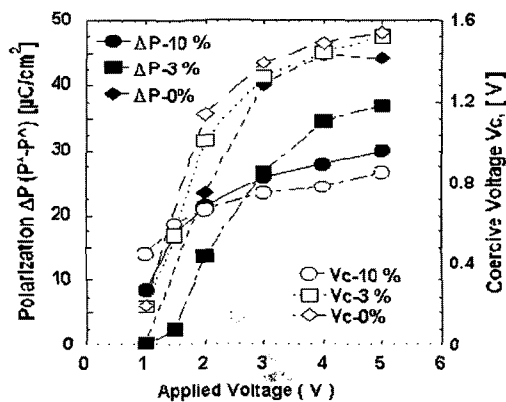 Polarization ΔP (P*-P^) [µC/cm²]
50
40
30
20
10
0
ΔP-10 %
ΔP-3 %
ΔP-0%
Vc-10 %
Vc-3 %
Vc-0%
1.6
1.2
0.8
0.4
0
Coercive Voltage Vc, [ V ]
0 1 2 3 4 5 6
Applied Voltage ( V )